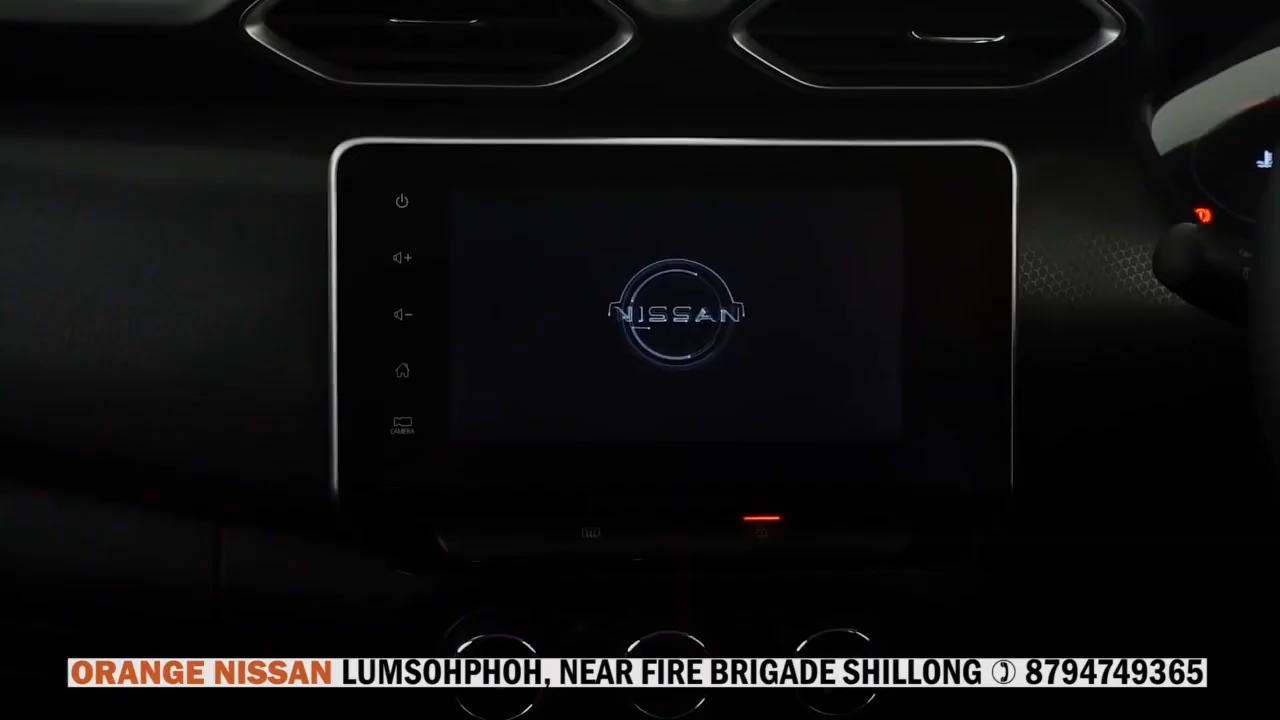 NISSAN
CAMERA
ORANGE NISSAN LUMSOHPHOH, NEAR FIRE BRIGADE SHILLONG ✆ 8794749365